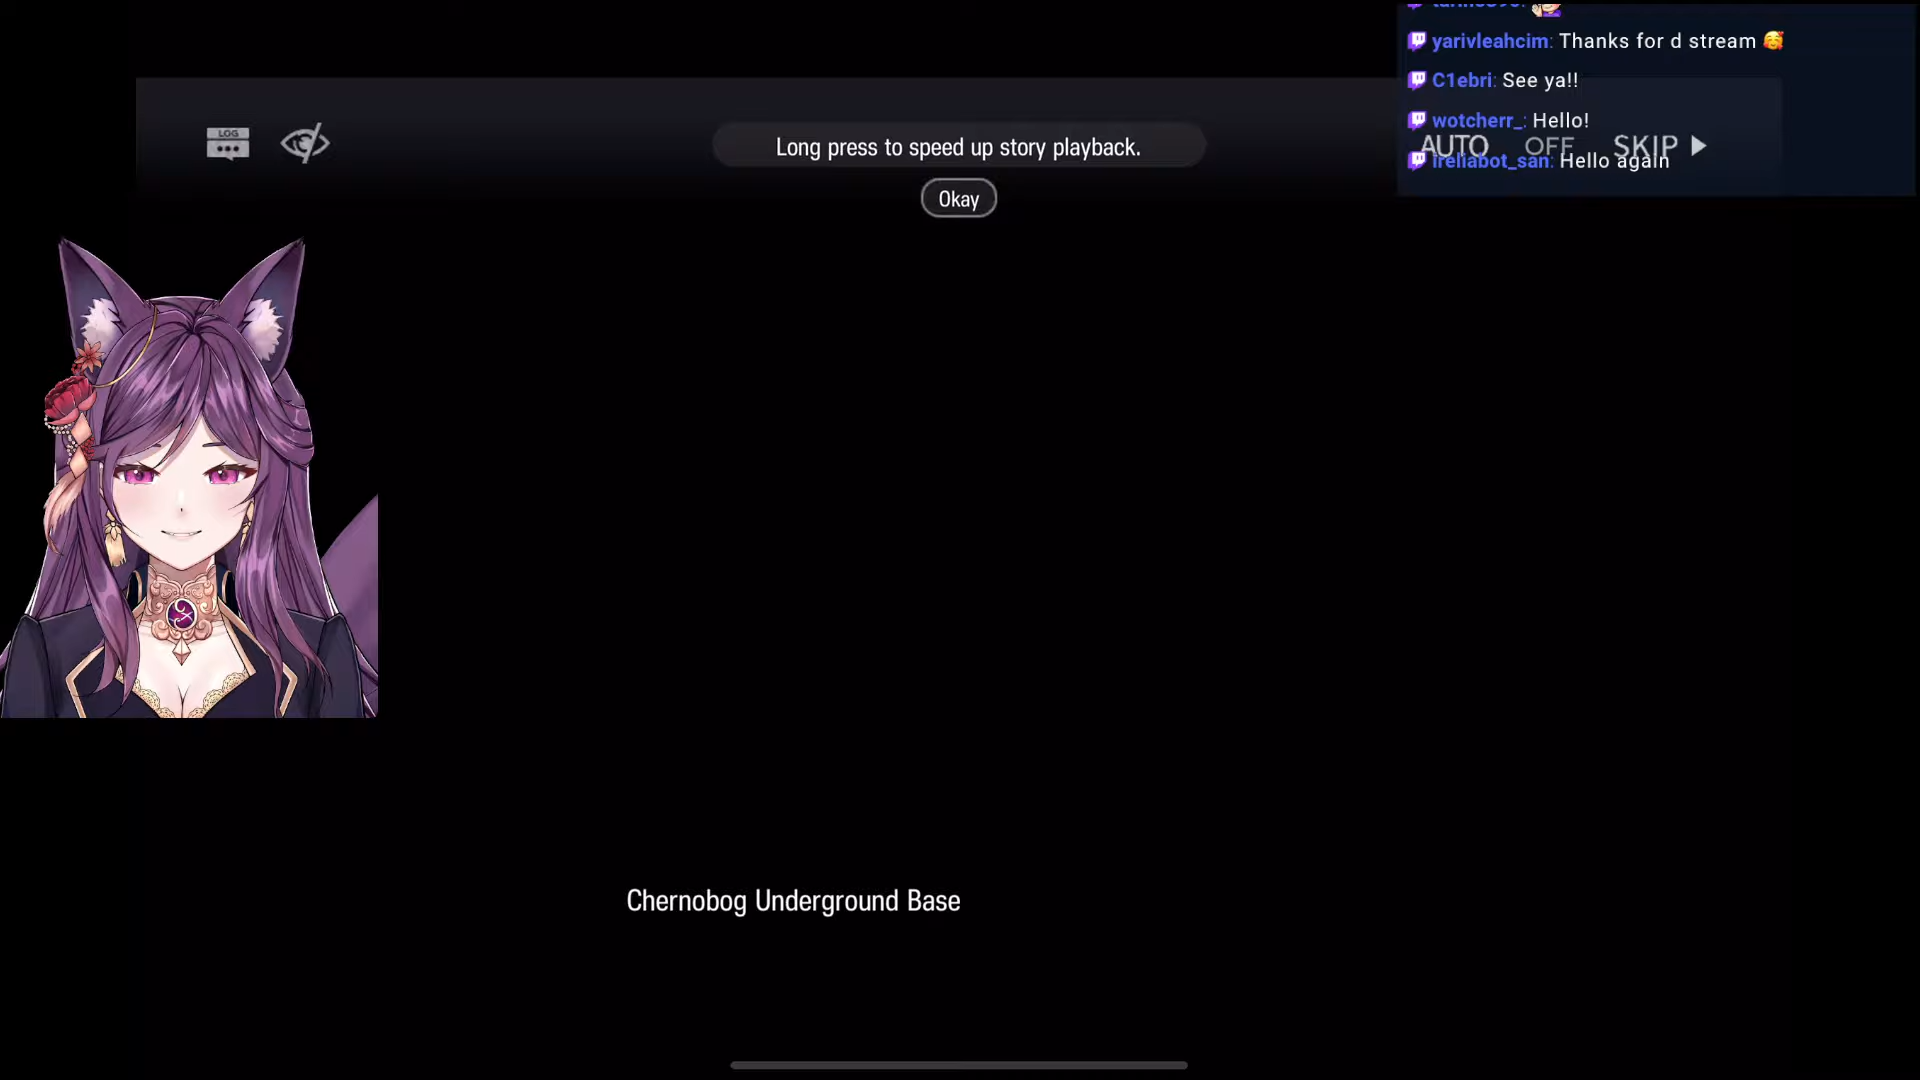 yarivleahcim: Thanks for d stream 🥰
C1ebri: See ya!!
wotcherr_: Hello!
ireliabot_san: Hello again
LOG
Long press to speed up story playback.
AUTO OFF SKIP
Okay
Chernobog Underground Base